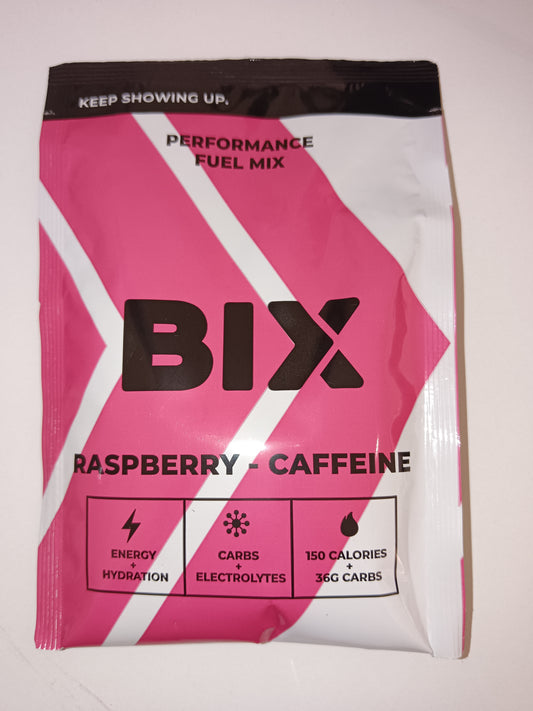 KEEP SHOWING UP.
PERFORMANCE
FUEL MIX
BIX
RASPBERRY - CAFFEINE
ENERGY
+
HYDRATION
CARBS
+
ELECTROLYTES
150 CALORIES
+
36G CARBS